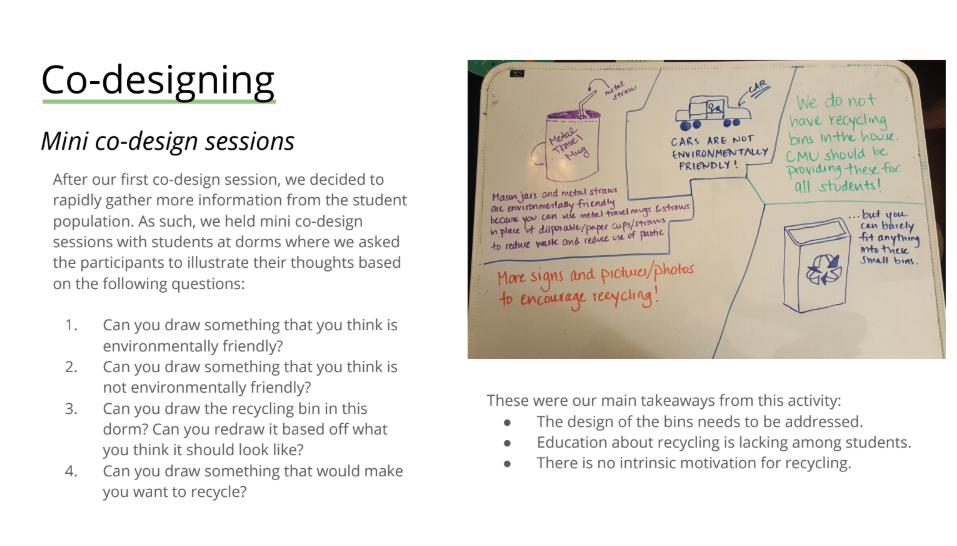 Co-designing
Mini co-design sessions
After our first co-design session, we decided to
rapidly gather more information from the student
population. As such, we held mini co-design
sessions with students at dorms where we asked
the participants to illustrate their thoughts based
on the following questions:
1. Can you draw something that you think is
environmentally friendly?
2. Can you draw something that you think is
not environmentally friendly?
3. Can you draw the recycling bin in this
dorm? Can you redraw it based off what
you think it should look like?
4. Can you draw something that would make
you want to recycle?
metal
straw
Metal
Travel
Mug
Mason jars and metal straws
are environmentally friendly
because you can use metal travel mugs & straws
in place of disposable/paper cups/straws
to reduce waste and reduce use of plastic
CAR
CARS ARE NOT
ENVIRONMENTALLY
FRIENDLY!
We do not
have recycling
bins in the house.
CMU should be
providing these for
all students!
...but you
can barely
fit anything
into these
small bins.
More signs and pictures/photos
to encourage recycling!
These were our main takeaways from this activity:
● The design of the bins needs to be addressed.
● Education about recycling is lacking among students.
● There is no intrinsic motivation for recycling.